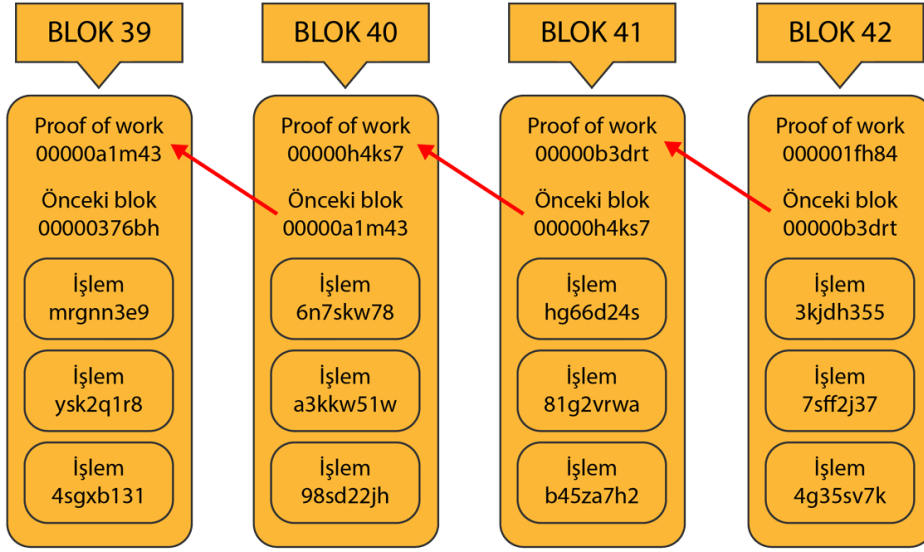 BLOK 39
Proof of work
00000a1m43
Önceki blok
00000376bh
İşlem
mrgnn3e9
İşlem
ysk2q1r8
İşlem
4sgxb131
BLOK 40
Proof of work
00000h4ks7
Önceki blok
00000a1m43
İşlem
6n7skw78
İşlem
a3kkw51w
İşlem
98sd22jh
BLOK 41
Proof of work
00000b3drt
Önceki blok
00000h4ks7
İşlem
hg66d24s
İşlem
81g2vrwa
İşlem
b45za7h2
BLOK 42
Proof of work
000001fh84
Önceki blok
00000b3drt
İşlem
3kjdh355
İşlem
7sff2j37
İşlem
4g35sv7k